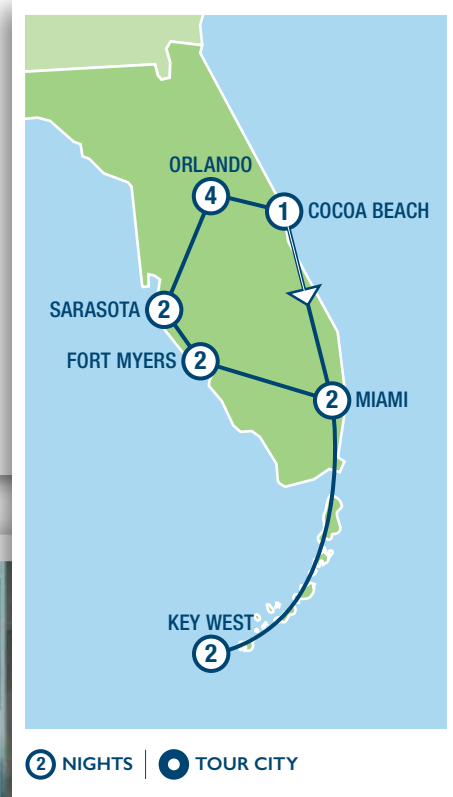 ORLANDO
4
1 COCOA BEACH
SARASOTA 2
FORT MYERS 2
2 MIAMI
KEY WEST
2
2 NIGHTS TOUR CITY